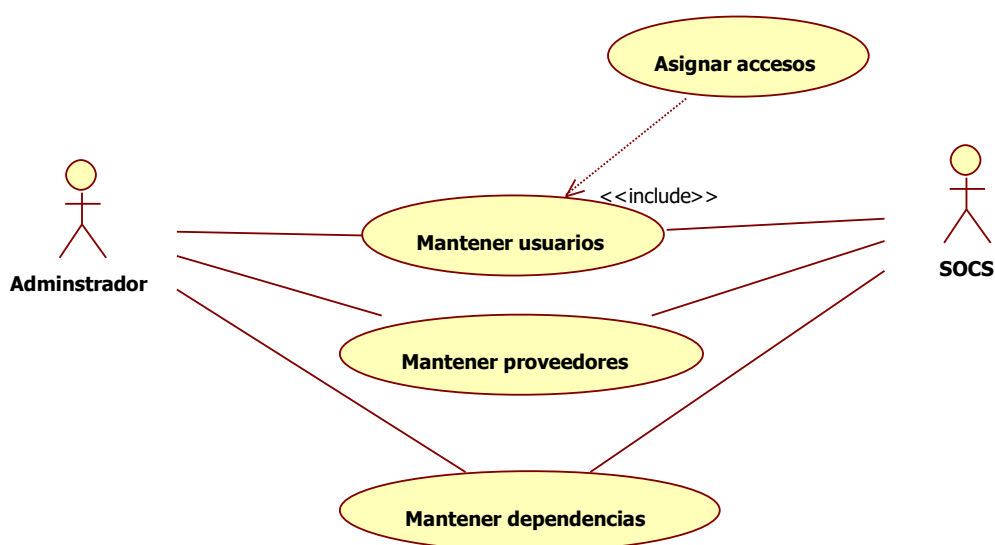 Asignar accesos
<<include>>
Mantener usuarios
Adminstrador
SOCS
Mantener proveedores
Mantener dependencias